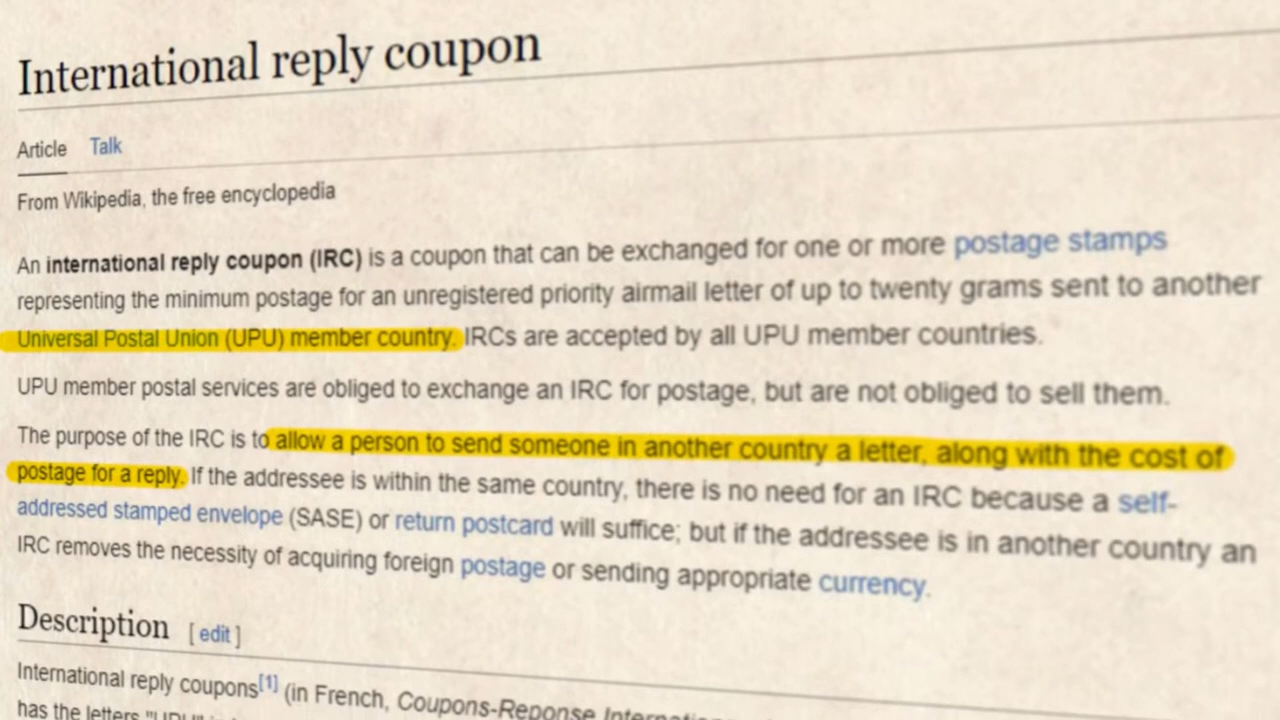 International reply coupon
Article Talk
From Wikipedia, the free encyclopedia
An international reply coupon (IRC) is a coupon that can be exchanged for one or more postage stamps
representing the minimum postage for an unregistered priority airmail letter of up to twenty grams sent to another
Universal Postal Union (UPU) member country. IRCs are accepted by all UPU member countries.
UPU member postal services are obliged to exchange an IRC for postage, but are not obliged to sell them.
The purpose of the IRC is to allow a person to send someone in another country a letter, along with the cost of
postage for a reply. If the addressee is within the same country, there is no need for an IRC because a self-
addressed stamped envelope (SASE) or return postcard will suffice; but if the addressee is in another country an
IRC removes the necessity of acquiring foreign postage or sending appropriate currency.
Description [ edit ]
International reply coupons[1] (in French, Coupons-Reponse
has the letters "UPU"